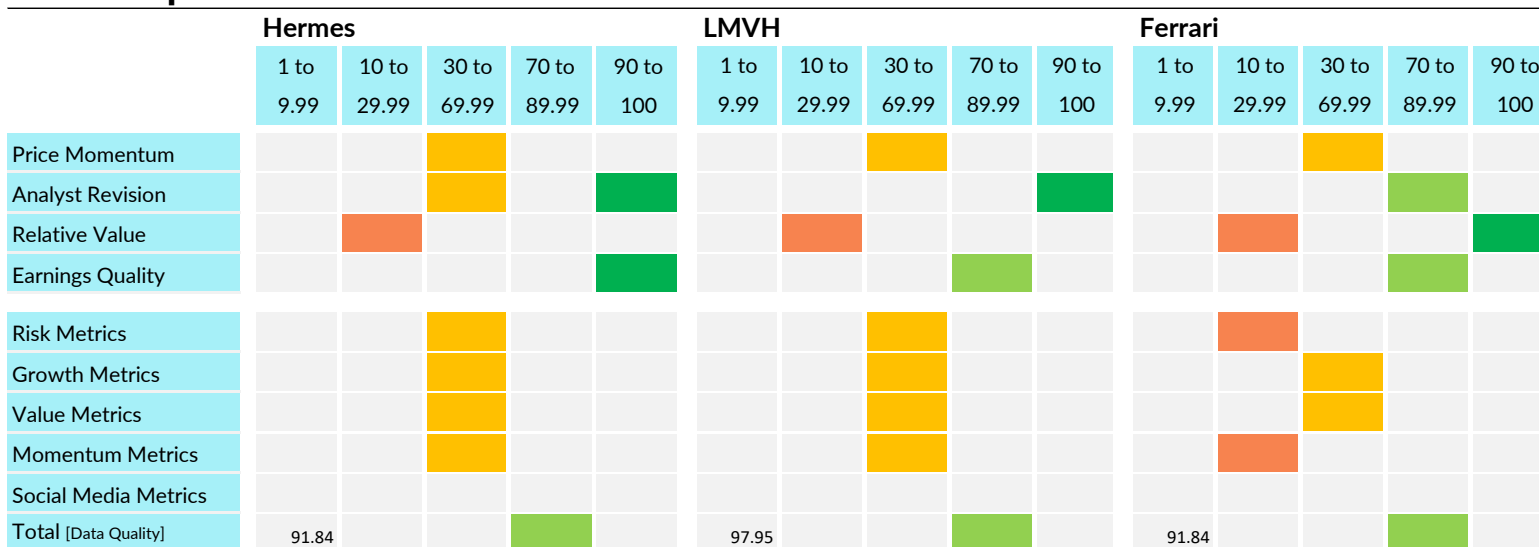 Hermes LMVH Ferrari
1 to 10 to 30 to 70 to 90 to 1 to 10 to 30 to 70 to 90 to 1 to 10 to 30 to 70 to 90 to
9.99 29.99 69.99 89.99 100 9.99 29.99 69.99 89.99 100 9.99 29.99 69.99 89.99 100
Price Momentum
Analyst Revision
Relative Value
Earnings Quality
Risk Metrics
Growth Metrics
Value Metrics
Momentum Metrics
Social Media Metrics
Total [Data Quality] 91.84 97.95 91.84